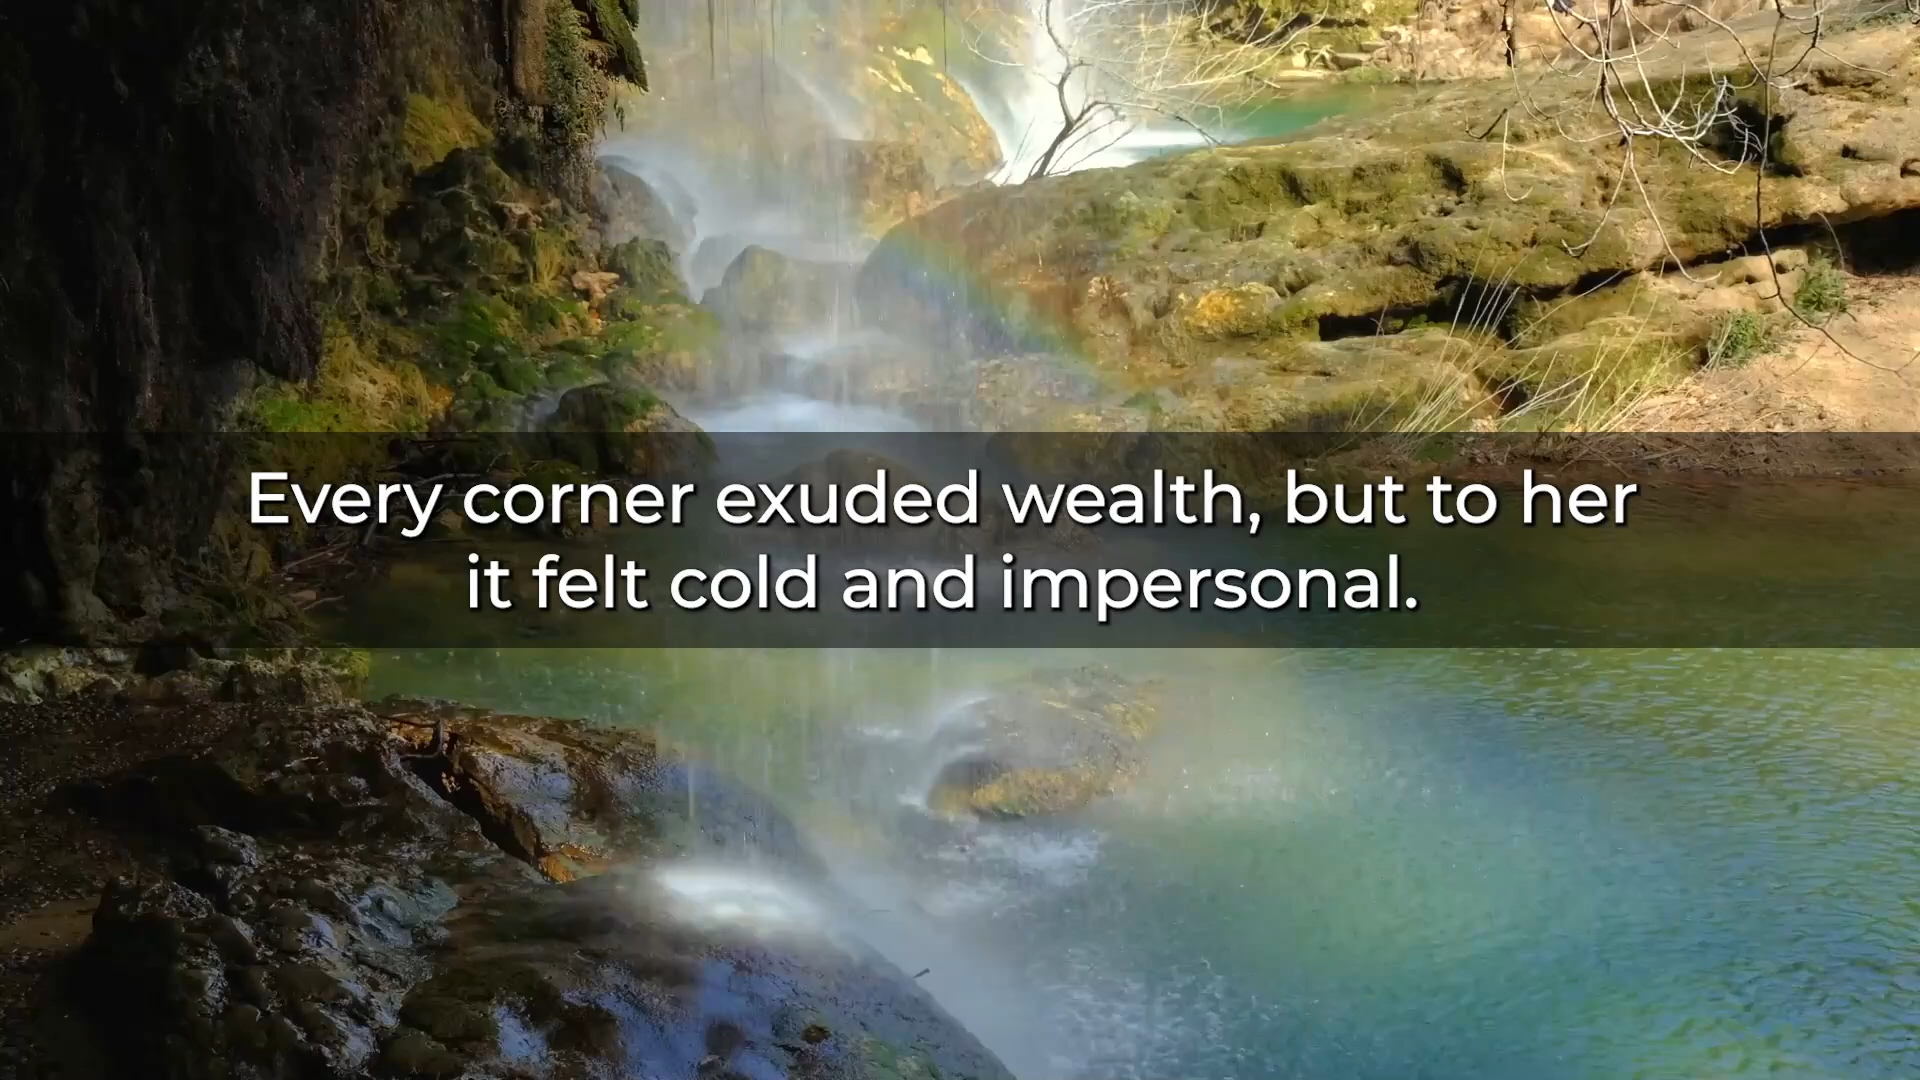 Every corner exuded wealth, but to her
it felt cold and impersonal.